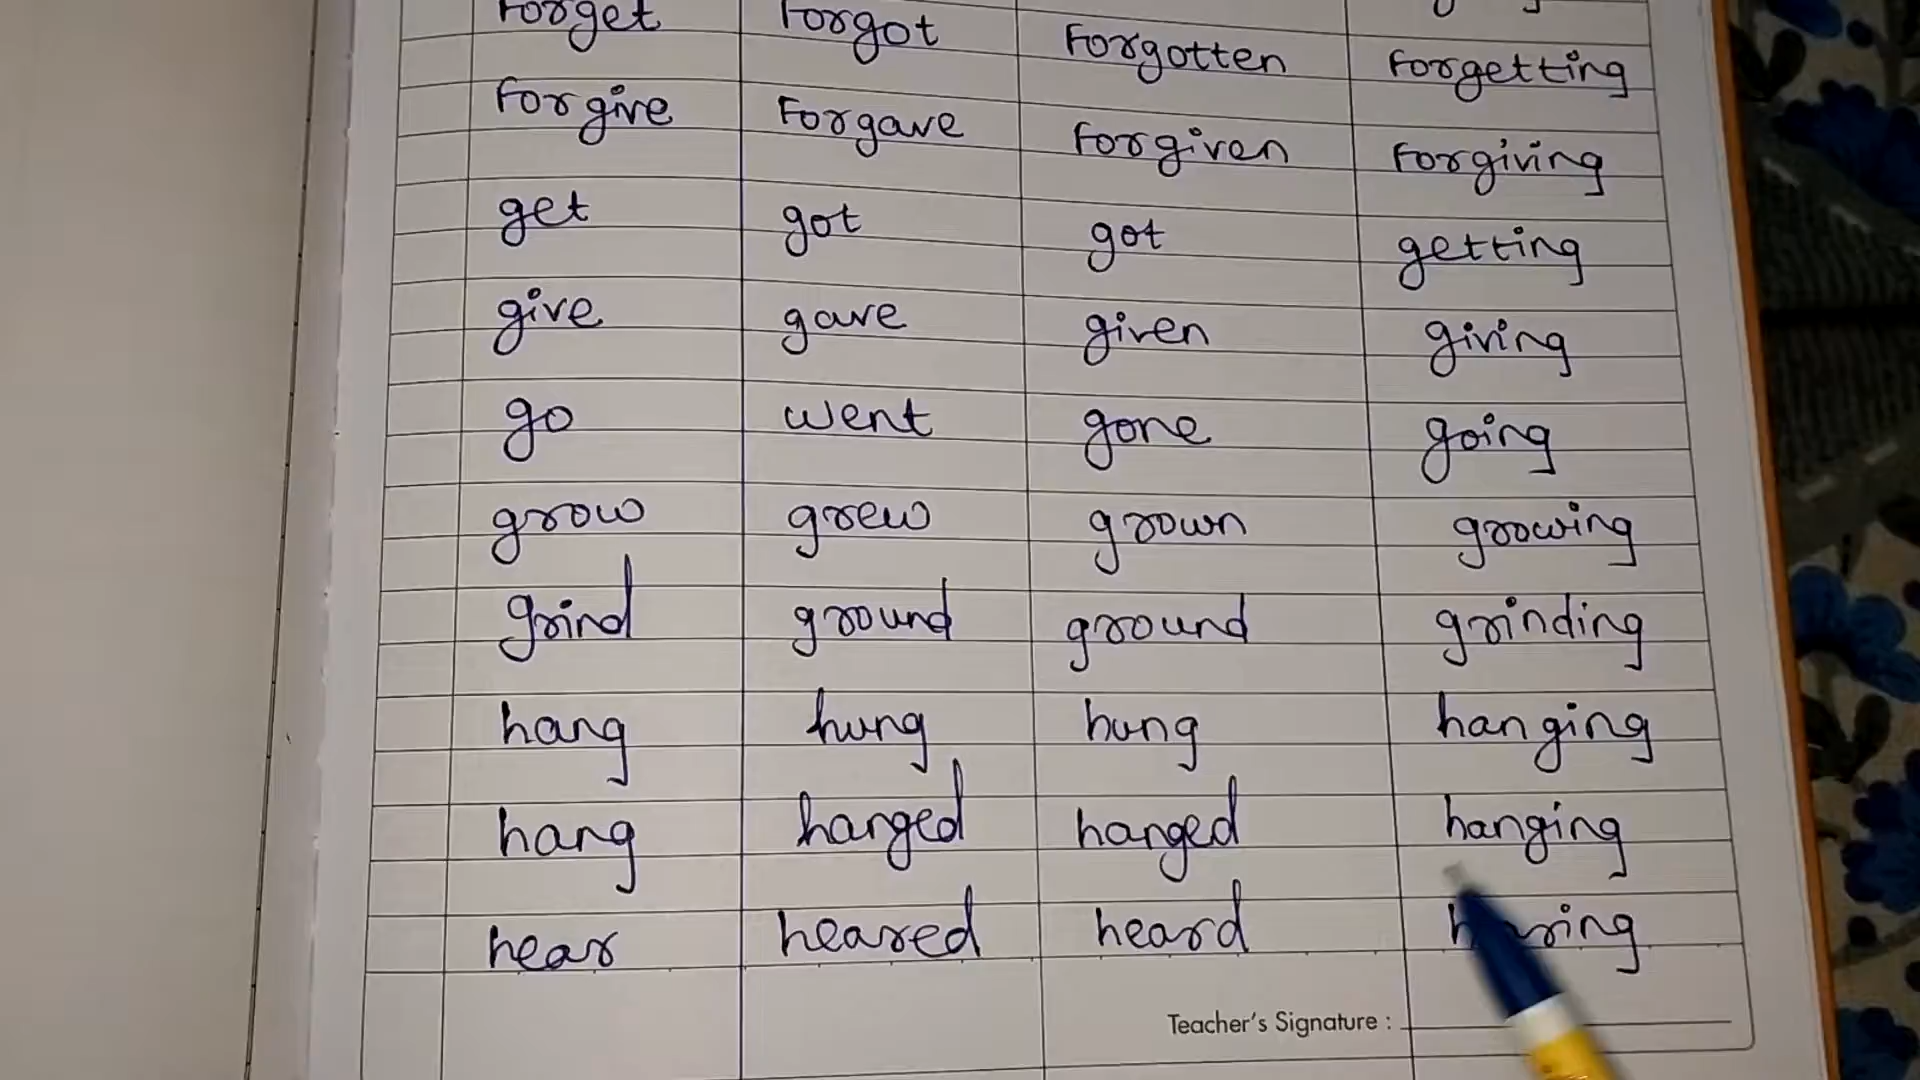 Forget Forgot Forgotten Forgetting
Forgive Forgave Forgiven Forgiving
get got got getting
give gave given giving
go went gone going
grow grew grown growing
grind ground ground grinding
hang hung hung hanging
hang hanged hanged hanging
hear heared heard
Teacher's Signature :